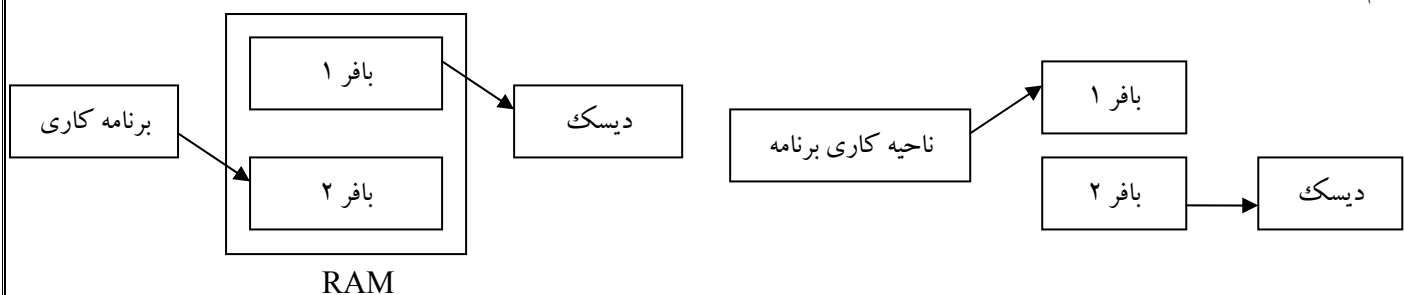 بافر ۱
برنامه کاری
دیسک
بافر ۲
RAM
بافر ۱
ناحیه کاری برنامه
بافر ۲
دیسک